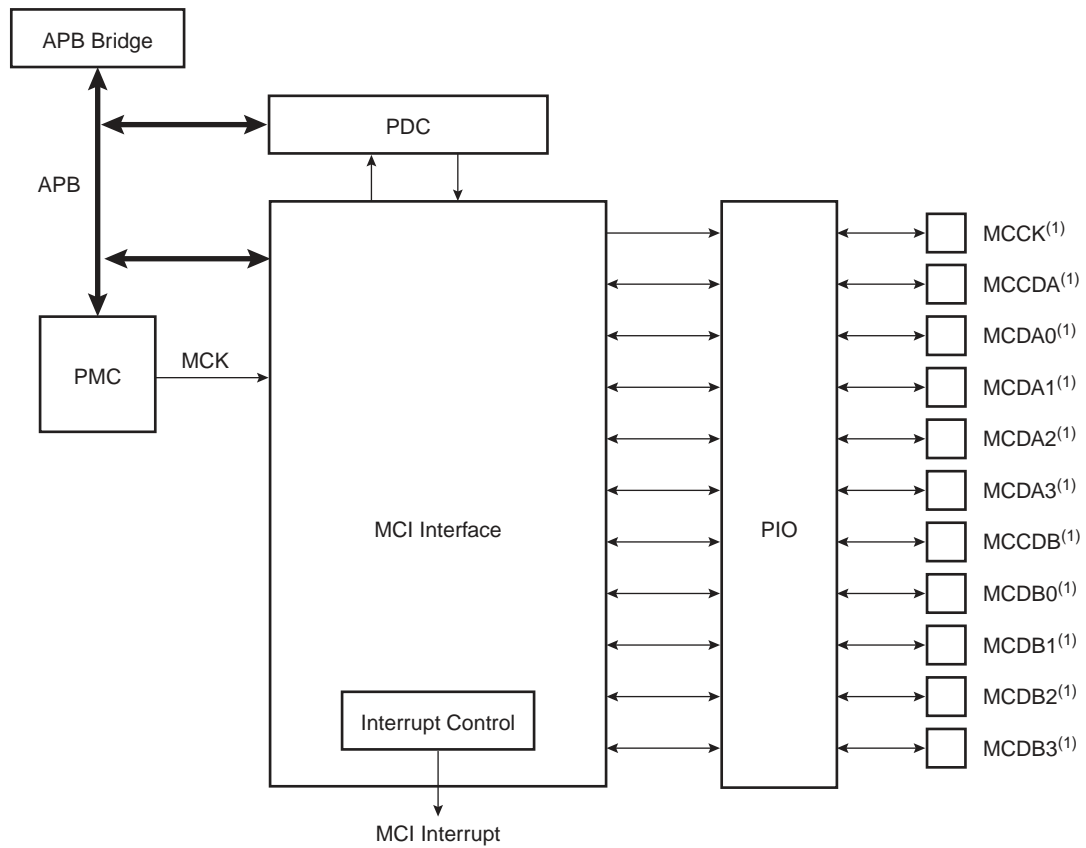 APB Bridge
PDC
APB
MCCK(1)
MCCDA(1)
PMC
MCK
MCDA0(1)
MCDA1(1)
MCDA2(1)
MCDA3(1)
MCI Interface
PIO
MCCDB(1)
MCDB0(1)
MCDB1(1)
Interrupt Control
MCDB2(1)
MCDB3(1)
MCI Interrupt